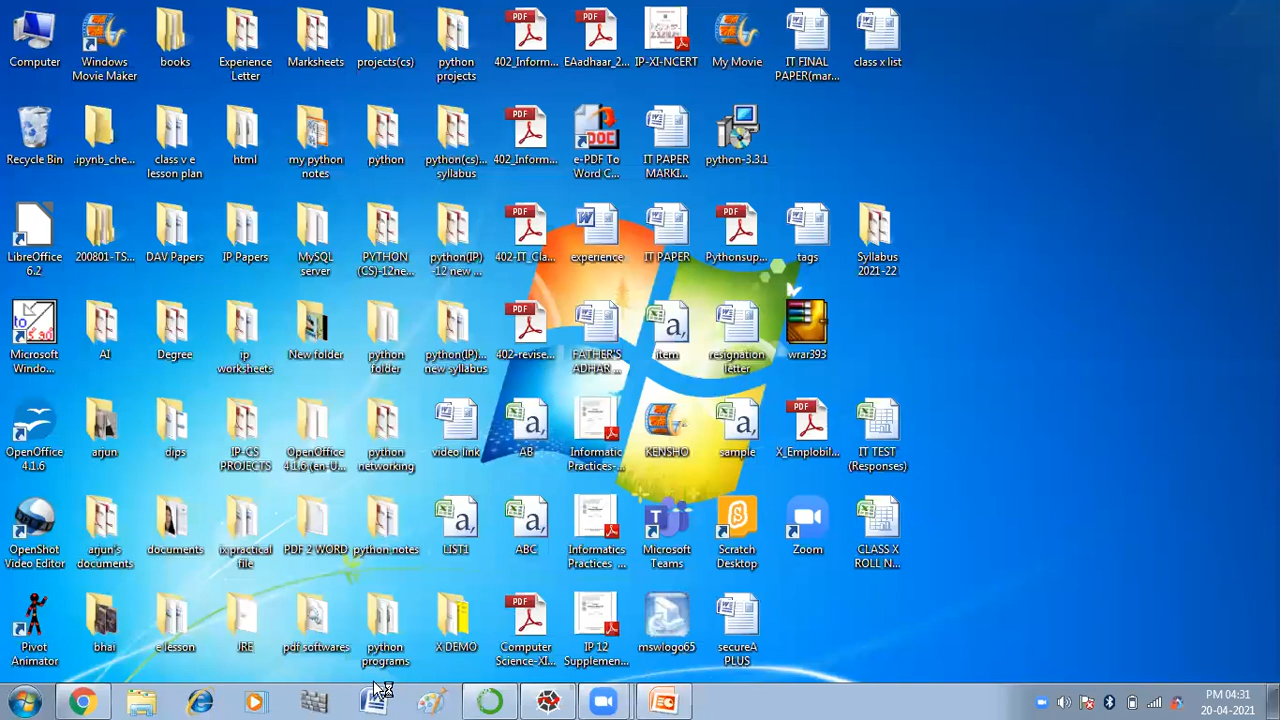 Computer
Windows
Movie Maker
books
Experience
Letter
Marksheets
projects(cs)
python
projects
402_Inform...
EAadhaar_2...
IP-XI-NCERT
My Movie
IT FINAL
PAPER(mar...
class x list
Recycle Bin
.ipynb_che...
class v e
lesson plan
html
my python
notes
python
python(cs)...
syllabus
402_Inform...
e-PDF To
Word C...
IT PAPER
MARKI...
python-3.3.1
LibreOffice
6.2
200801-TS...
DAV Papers
IP Papers
MySQL
server
PYTHON
(CS)-12ne...
python(IP)
-12 new ...
402-IT_Cla...
experience
IT PAPER
Pythonsup...
tags
Syllabus
2021-22
Microsoft
Windo...
AI
Degree
ip
worksheets
New folder
python
folder
python(IP)...
new syllabus
402-revise...
FATHER'S
ADHAR ...
item
resignation
letter
wrar393
OpenOffice
4.1.6
arjun
dips
IP-CS
PROJECTS
OpenOffice
4.1.6 (en-U...
python
networking
video link
AB
Informatic
Practices-...
KENSHO
sample
X_Emplobil...
IT TEST
(Responses)
OpenShot
Video Editor
arjun's
documents
documents
ix practical
file
PDF 2 WORD
python notes
LIST1
ABC
Informatics
Practices ...
Microsoft
Teams
Scratch
Desktop
Zoom
CLASS X
ROLL N...
Pivot
Animator
bhai
e lesson
JRE
pdf softwares
python
programs
X DEMO
Computer
Science-XI...
IP 12
Supplemen...
mswlogo65
secureA
PLUS
PM 04:31
20-04-2021